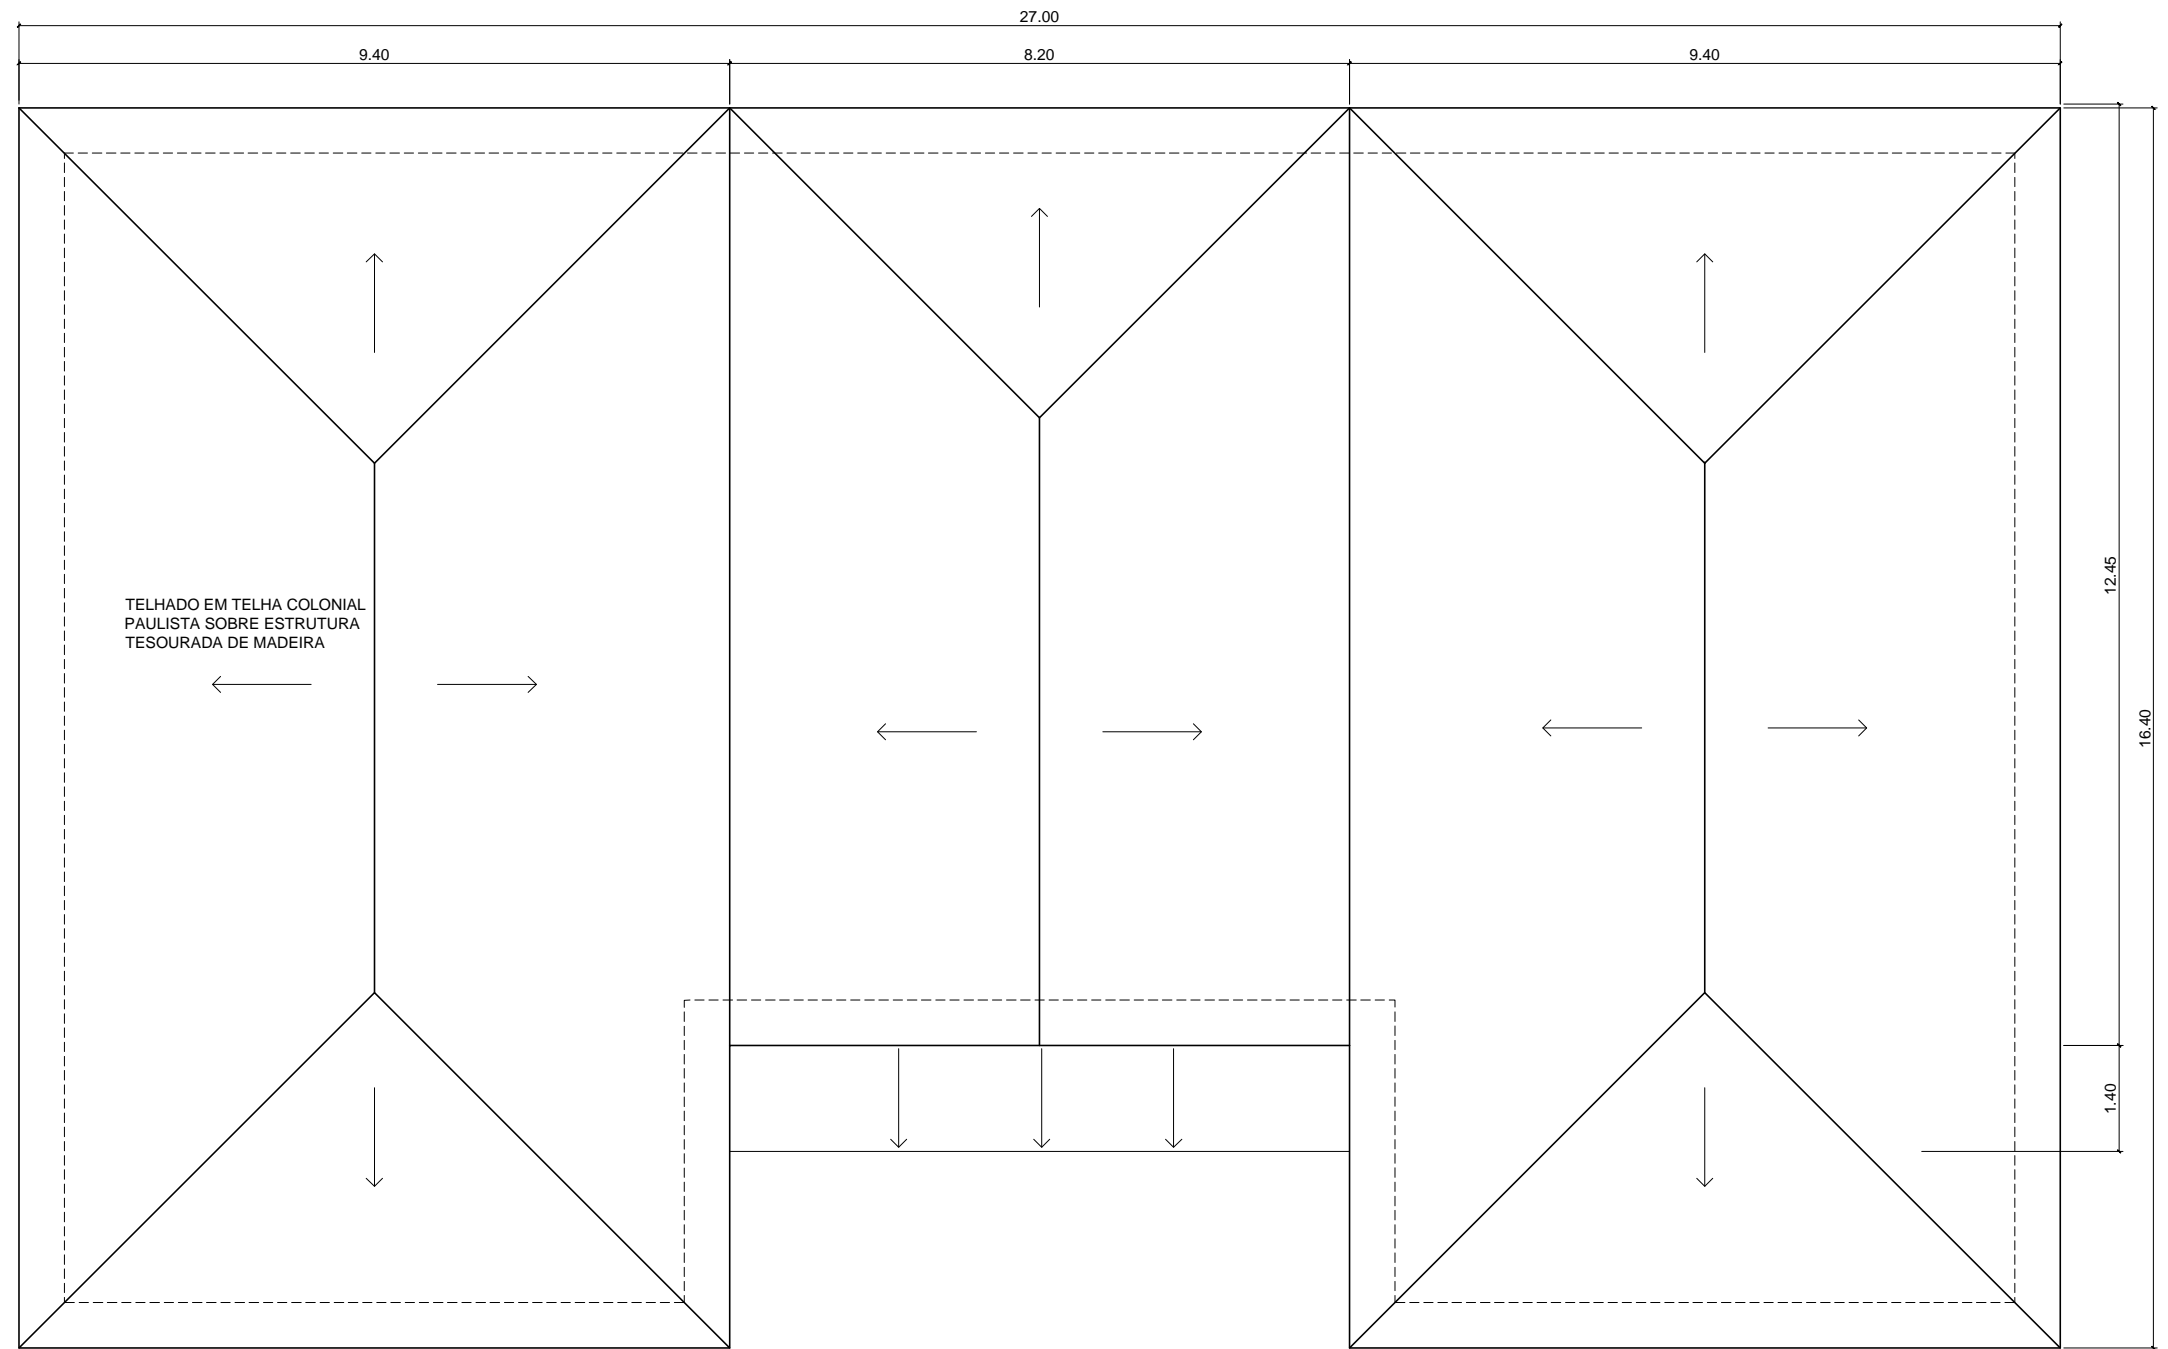 27.00
9.40
8.20
9.40
TELHADO EM TELHA COLONIAL
PAULISTA SOBRE ESTRUTURA
TESOURADA DE MADEIRA
12.45
16.40
1.40